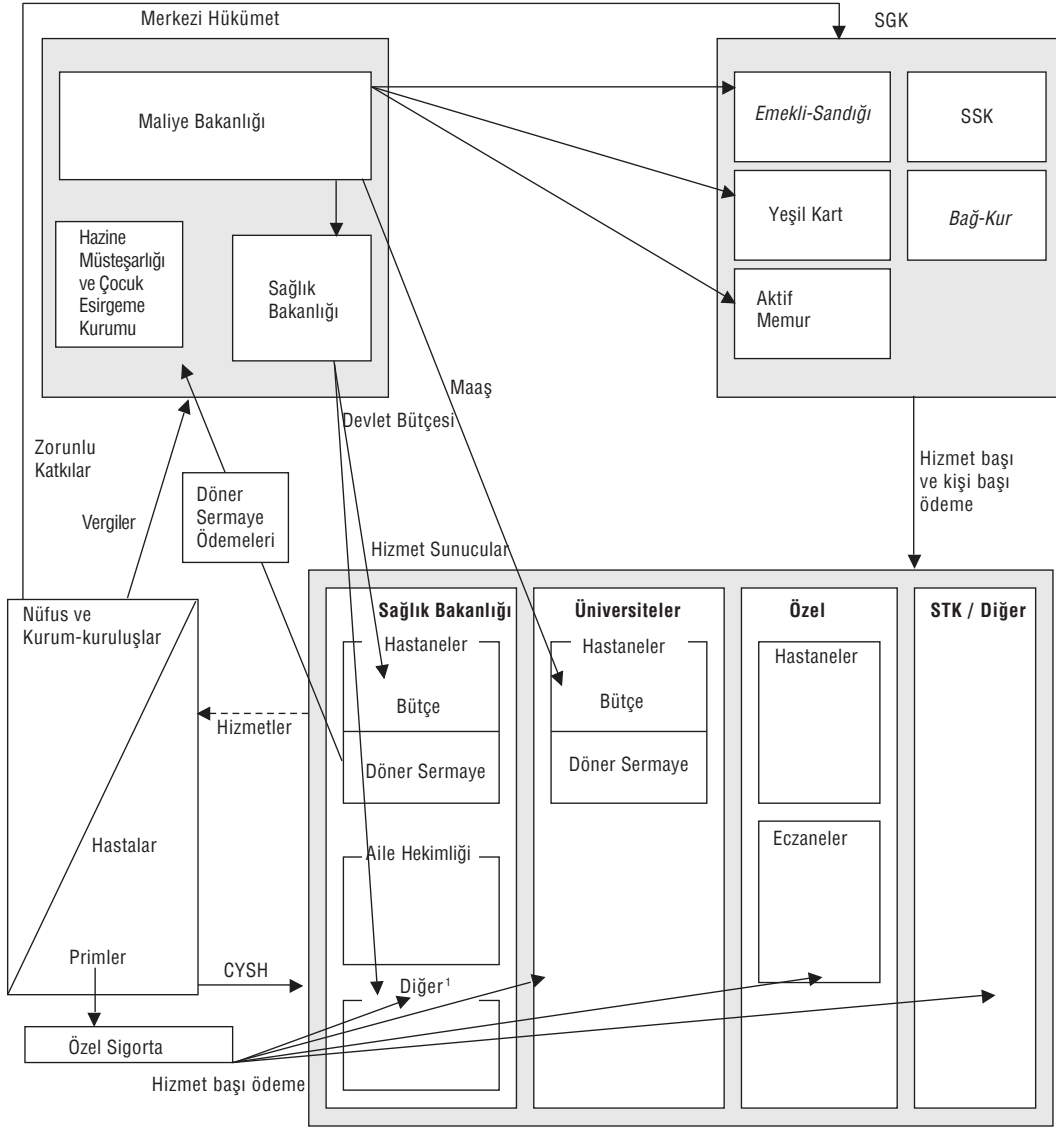 Merkezi Hükümet
SGK
Maliye Bakanlığı
Emekli-Sandığı
SSK
Yeşil Kart
Bağ-Kur
Hazine
Müsteşarlığı
ve Çocuk
Esirgeme
Kurumu
Sağlık
Bakanlığı
Aktif
Memur
Maaş
Devlet Bütçesi
Zorunlu
Katkılar
Hizmet başı
ve kişi başı
ödeme
Döner
Sermaye
Ödemeleri
Vergiler
Hizmet Sunucular
Nüfus ve
Kurum-kuruluşlar
Sağlık Bakanlığı
Üniversiteler
Özel
STK / Diğer
Hastaneler
Hastaneler
Hastaneler
Bütçe
Bütçe
Hizmetler
Döner Sermaye
Döner Sermaye
Hastalar
Aile Hekimliği
Eczaneler
Primler
CYSH
Diğer¹
Özel Sigorta
Hizmet başı ödeme